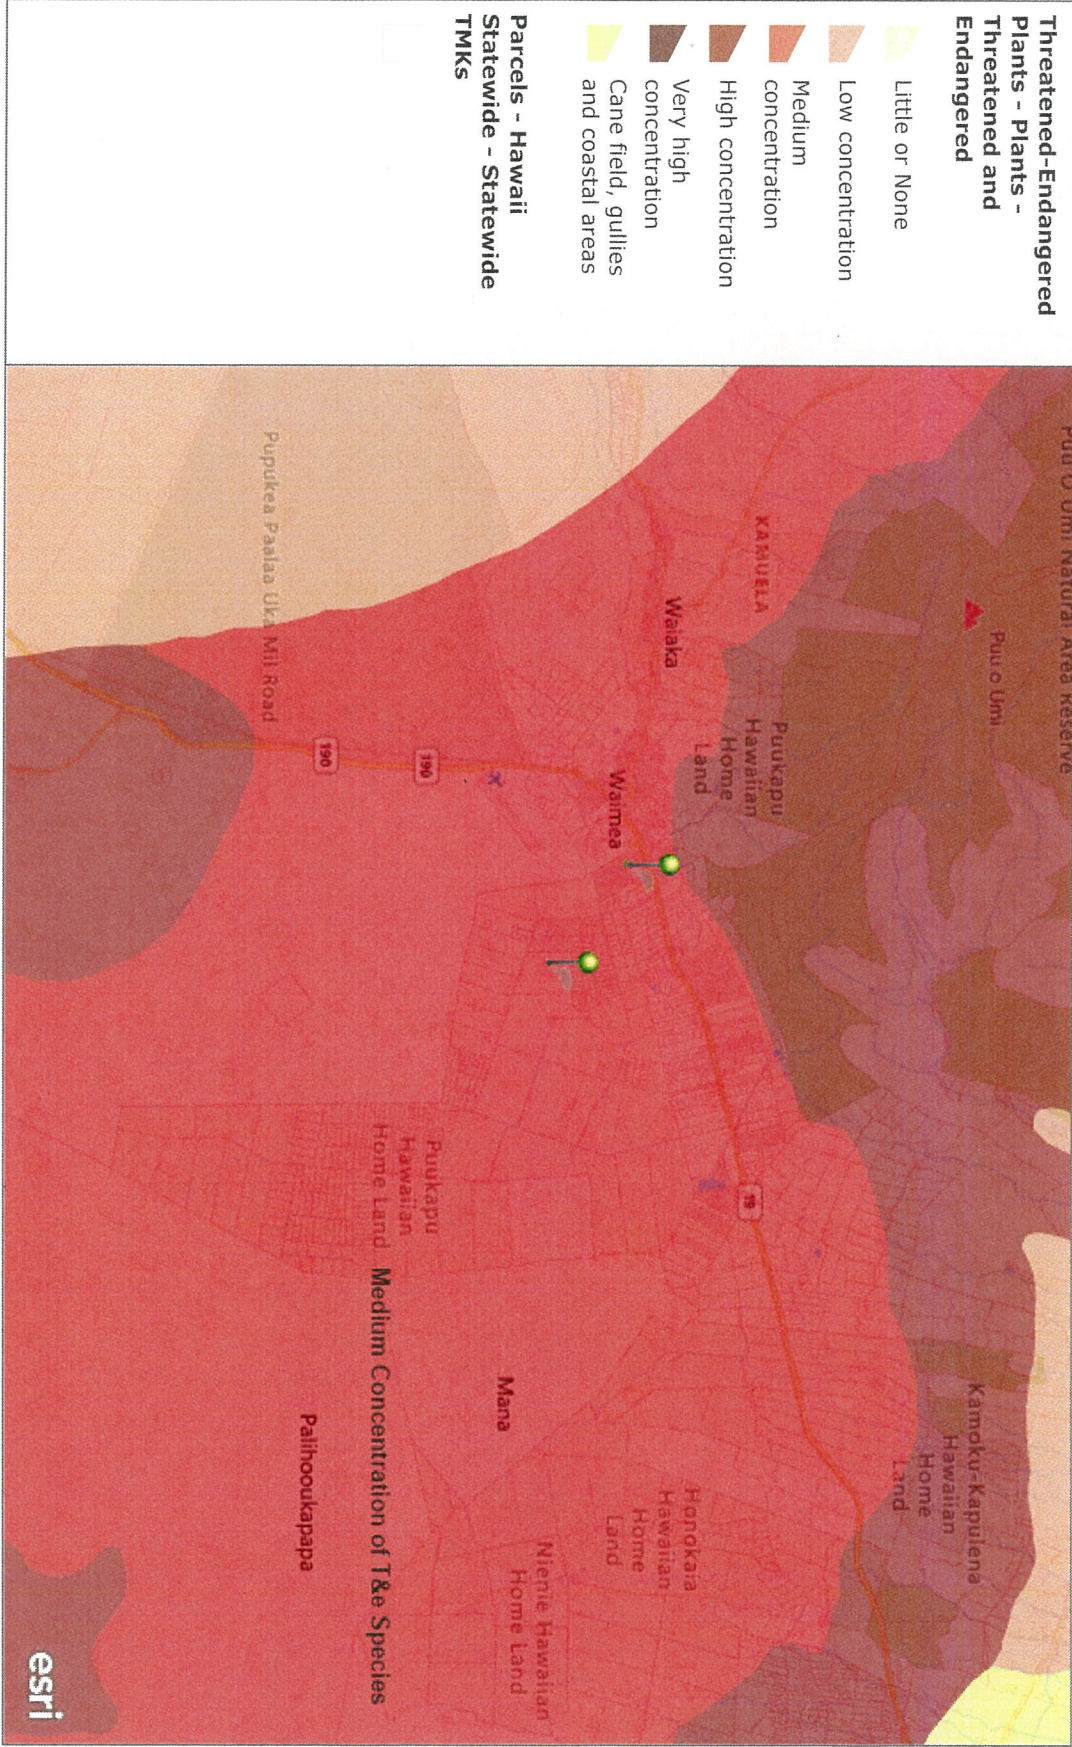 Threatened-Endangered
Plants - Plants -
Threatened and
Endangered
Little or None
Low concentration
Medium
concentration
High concentration
Very high
concentration
Cane field, gullies
and coastal areas
Parcels - Hawaii
Statewide - Statewide
TMKs
Puu O Umi Natural Area Reserve
Puu o Umi
KAMUELA
Waiaka
Puukapu
Hawaiian
Home
Land
Waimea
190
190
Pupukea Paalaa Uka Mil Road
19
Kamoku-Kapulena
Hawaiian
Home
Land
Puukapu
Hawaiian
Home Land
Medium Concentration of T&e Species
Mana
Palihooukapapa
Honokaia
Hawaiian
Home
Land
Nienie Hawaiian
Home Land
esri